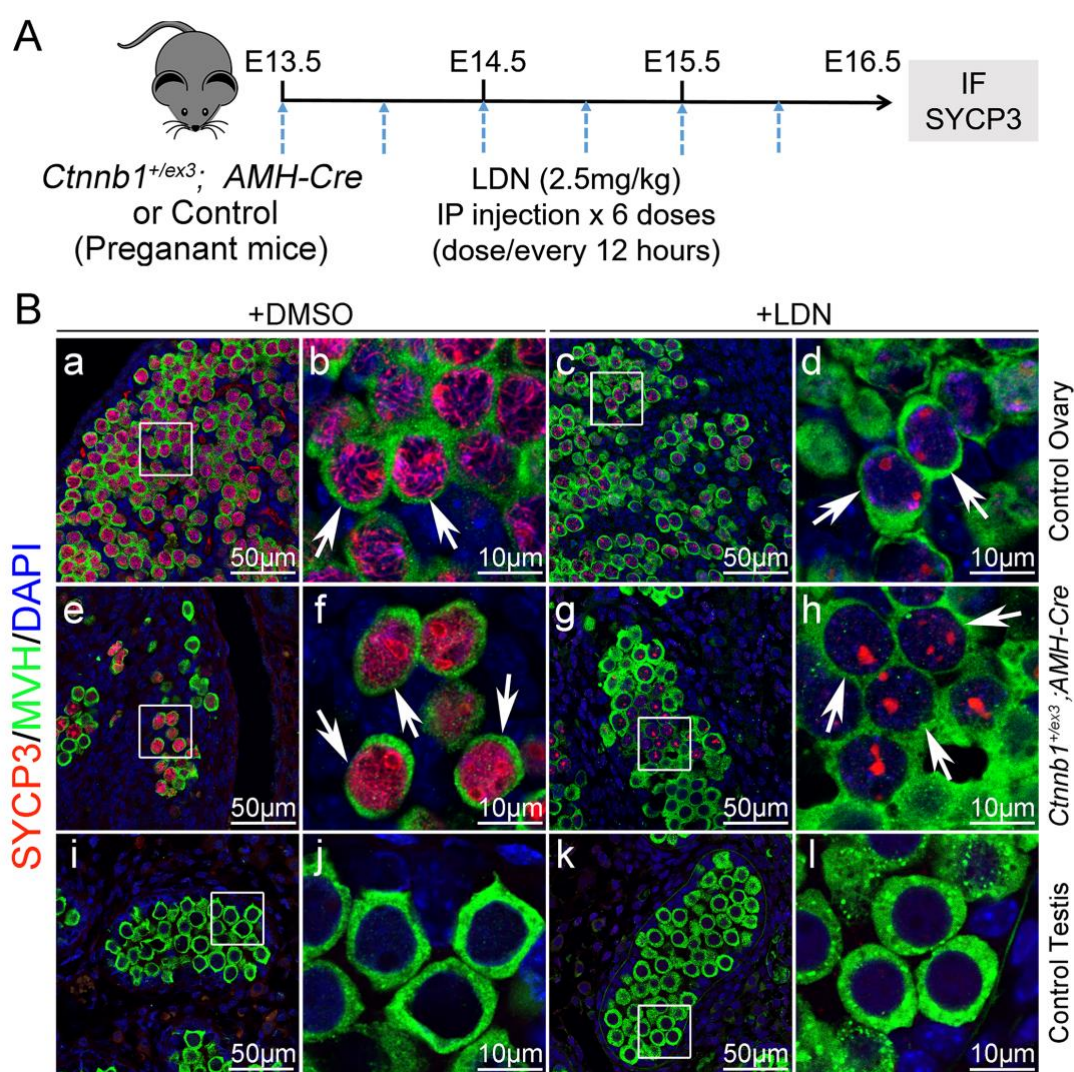 A
E13.5 E14.5 E15.5 E16.5
IF
SYCP3
Ctnnb1+/ex3; AMH-Cre
or Control
(Preganant mice)
LDN (2.5mg/kg)
IP injection x 6 doses
(dose/every 12 hours)
B
+DMSO +LDN
SYCP3/MVH/DAPI
a b c d
50μm 10μm 50μm 10μm
Control Ovary
e f g h
50μm 10μm 50μm 10μm
Ctnnb1+/ex3;AMH-Cre
i j k l
50μm 10μm 50μm 10μm
Control Testis